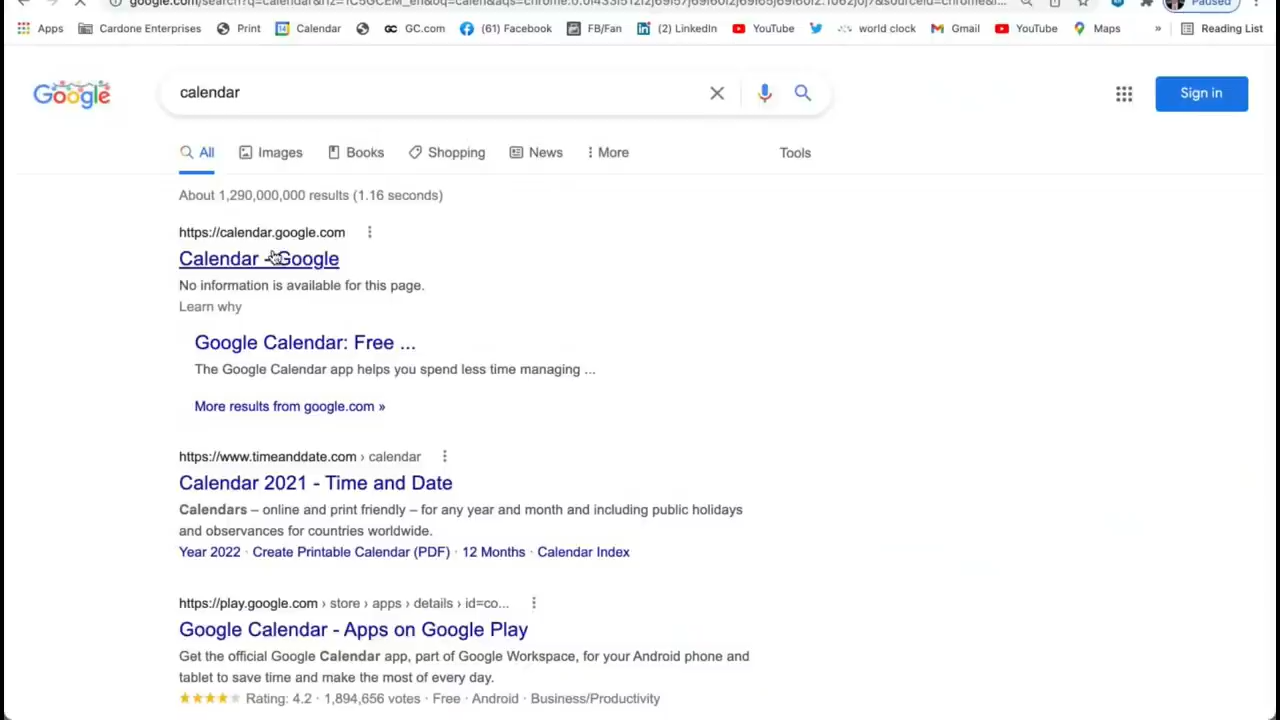 Paused
Apps Cardone Enterprises Print Calendar GC.com (61) Facebook FB/Fan (2) LinkedIn YouTube world clock Gmail YouTube Maps » Reading List
Google calendar Sign in
All Images Books Shopping News More Tools
About 1,290,000,000 results (1.16 seconds)
https://calendar.google.com
Calendar - Google
No information is available for this page.
Learn why
Google Calendar: Free ...
The Google Calendar app helps you spend less time managing ...
More results from google.com »
https://www.timeanddate.com › calendar
Calendar 2021 - Time and Date
Calendars – online and print friendly – for any year and month and including public holidays
and observances for countries worldwide.
Year 2022 · Create Printable Calendar (PDF) · 12 Months · Calendar Index
https://play.google.com › store › apps › details › id=co...
Google Calendar - Apps on Google Play
Get the official Google Calendar app, part of Google Workspace, for your Android phone and
tablet to save time and make the most of every day.
Rating: 4.2 · 1,894,656 votes · Free · Android · Business/Productivity